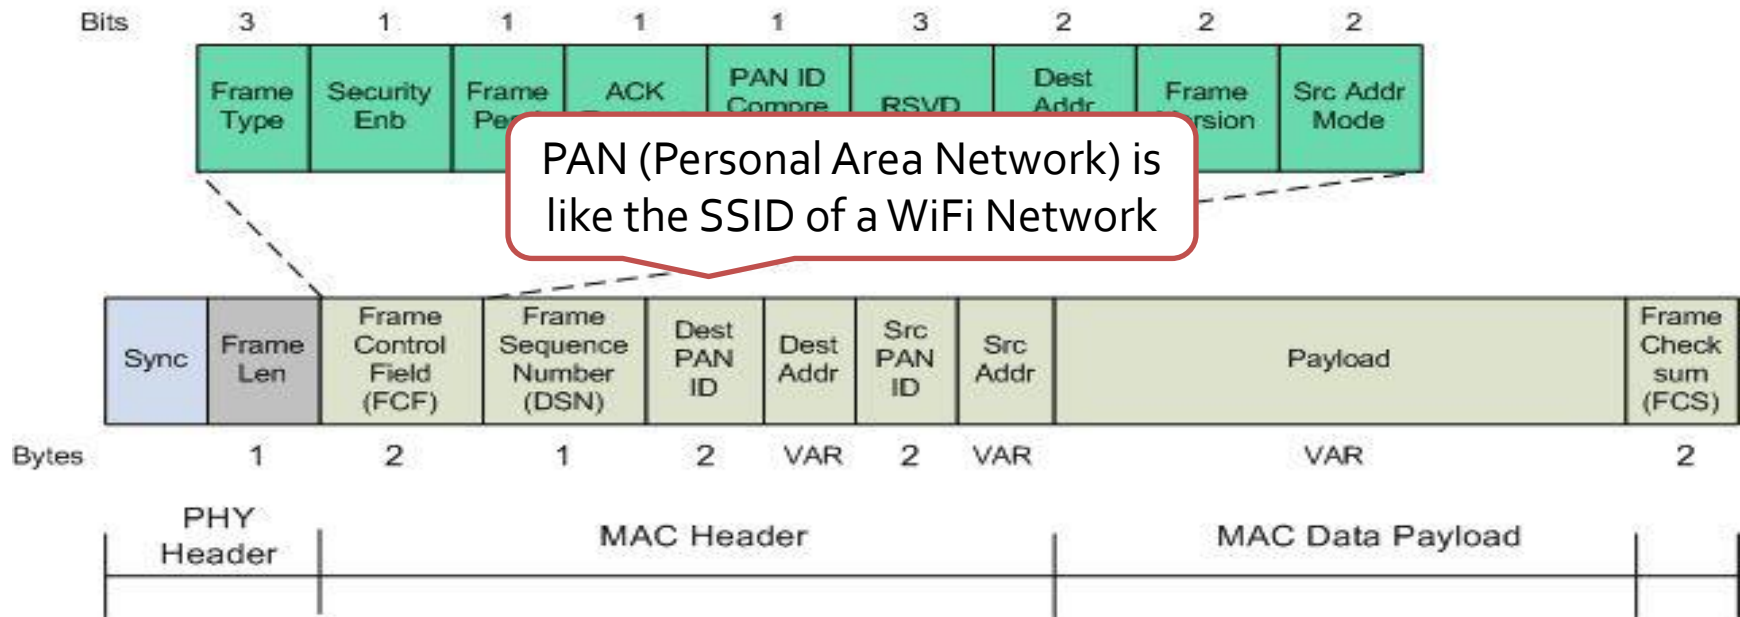 Bits 3 1 1 1 1 3 2 2 2
Frame Type
Security Enb
Frame
ACK
PAN ID Compre
RSVD
Dest Addr
Frame
Src Addr Mode
PAN (Personal Area Network) is
like the SSID of a WiFi Network
Sync
Frame Len
Frame Control Field (FCF)
Frame Sequence Number (DSN)
Dest PAN ID
Dest Addr
Src PAN ID
Src Addr
Payload
Frame Check sum (FCS)
Bytes 1 2 1 2 VAR 2 VAR VAR 2
PHY Header
MAC Header
MAC Data Payload